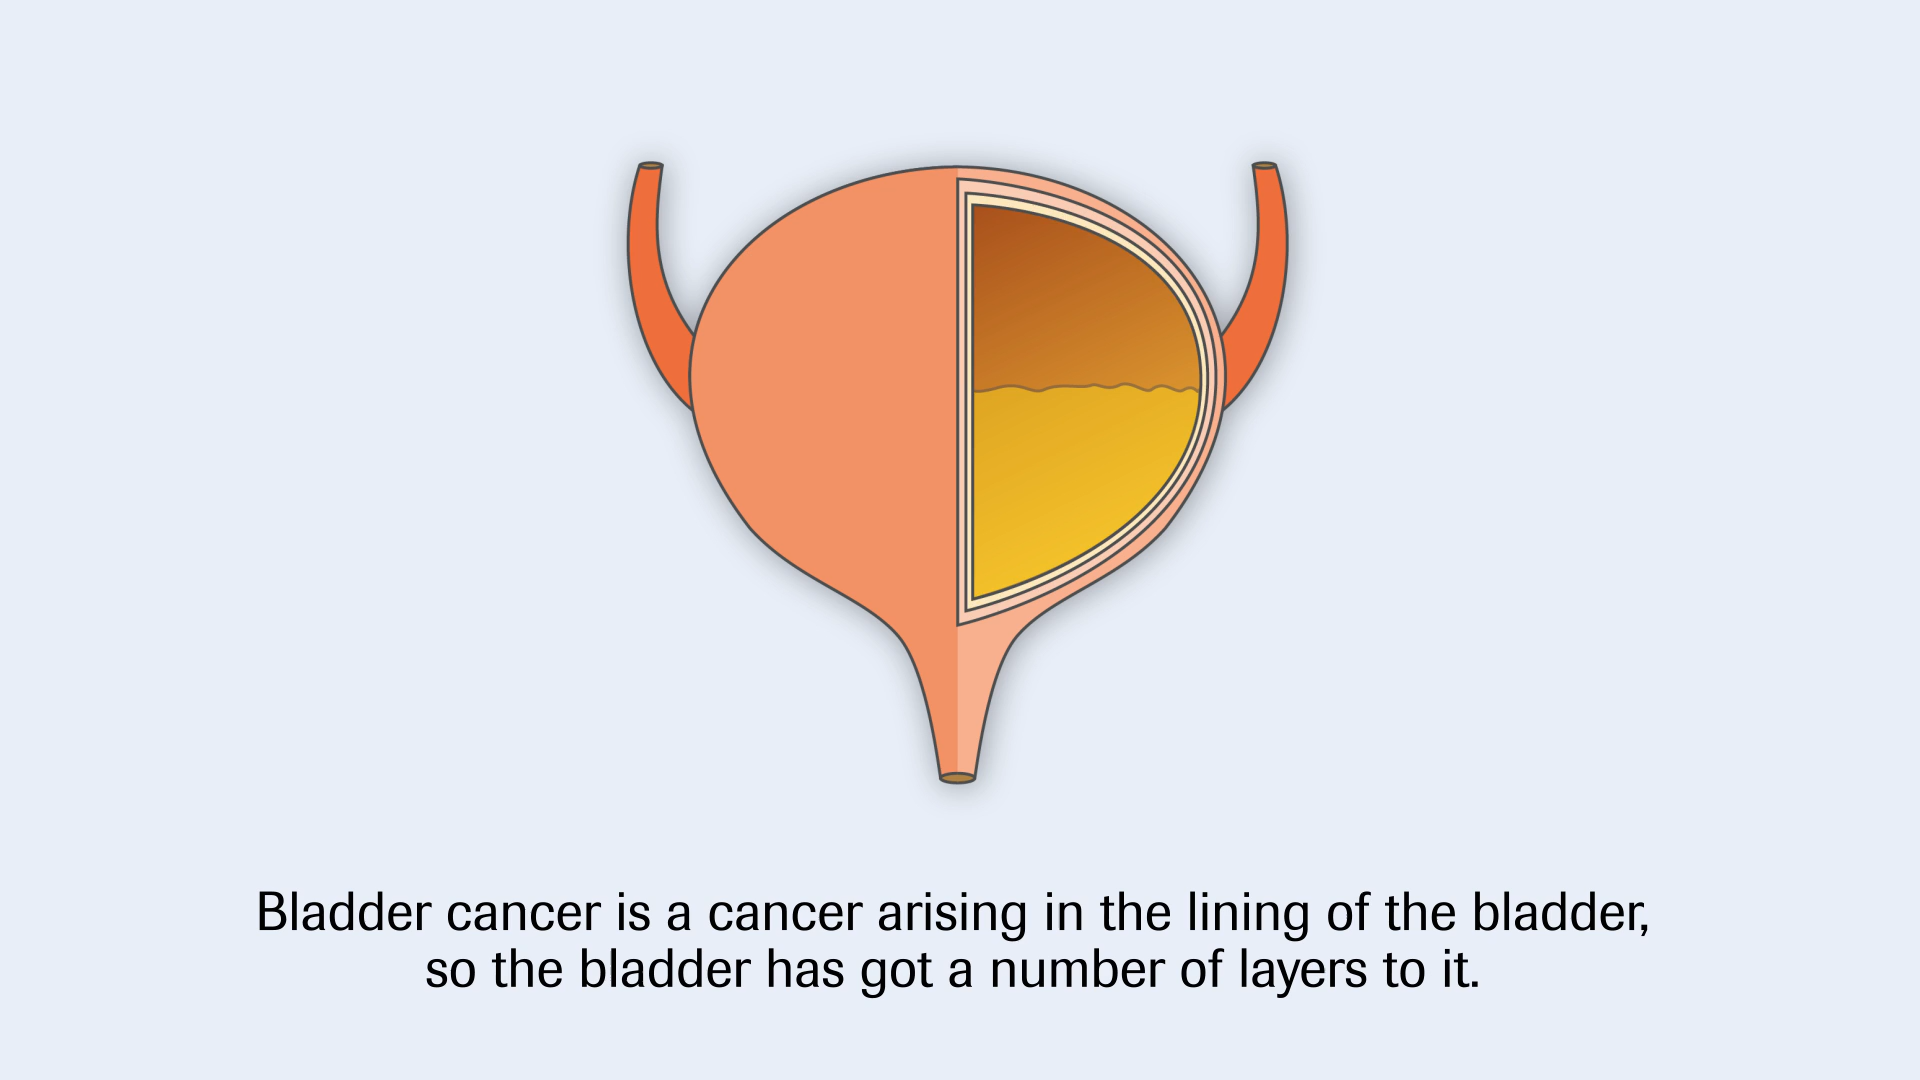 Bladder cancer is a cancer arising in the lining of the bladder,
so the bladder has got a number of layers to it.